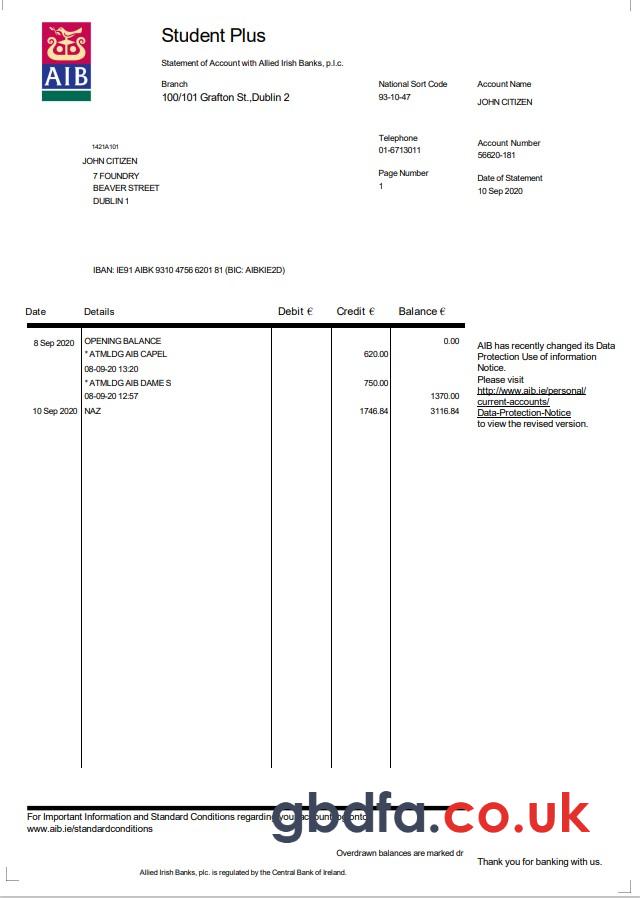 AIB
Student Plus
Statement of Account with Allied Irish Banks, p.l.c.
Branch
100/101 Grafton St.,Dublin 2
National Sort Code
93-10-47
Account Name
JOHN CITIZEN
Telephone
01-6713011
Account Number
56620-181
Page Number
1
Date of Statement
10 Sep 2020
1421A101
JOHN CITIZEN
7 FOUNDRY
BEAVER STREET
DUBLIN 1
IBAN: IE91 AIBK 9310 4756 6201 81 (BIC: AIBKIE2D)
Date Details Debit € Credit € Balance €
8 Sep 2020 OPENING BALANCE 0.00
* ATMLDG AIB CAPEL 620.00
08-09-20 13:20
* ATMLDG AIB DAME S 750.00
08-09-20 12:57 1370.00
10 Sep 2020 NAZ 1746.84 3116.84
AIB has recently changed its Data
Protection Use of information
Notice.
Please visit
http://www.aib.ie/personal/
current-accounts/
Data-Protection-Notice
to view the revised version.
For Important Information and Standard Conditions regarding your account
www.aib.ie/standardconditions
gbdfa.co.uk
Overdrawn balances are marked dr
Thank you for banking with us.
Allied Irish Banks, plc. is regulated by the Central Bank of Ireland.